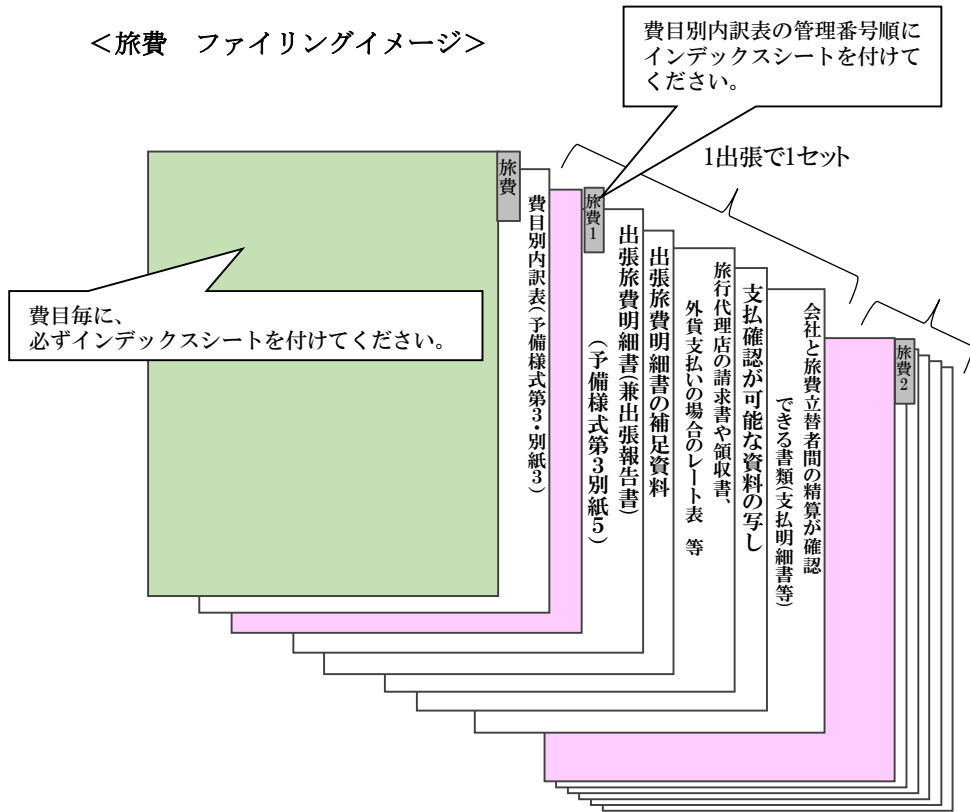 ＜旅費　ファイリングイメージ＞
費目別内訳表の管理番号順に
インデックスシートを付けて
ください。
1出張で1セット
旅費
費目別内訳表(予備様式第3・別紙3)
旅費1
出張旅費明細書(兼出張報告書)
(予備様式第3別紙5)
出張旅費明細書の補足資料
旅行代理店の請求書や領収書、
外貨支払いの場合のレート表　等
支払確認が可能な資料の写し
会社と旅費立替者間の精算が確認
できる書類(支払明細書等)
旅費2
費目毎に、
必ずインデックスシートを付けてください。